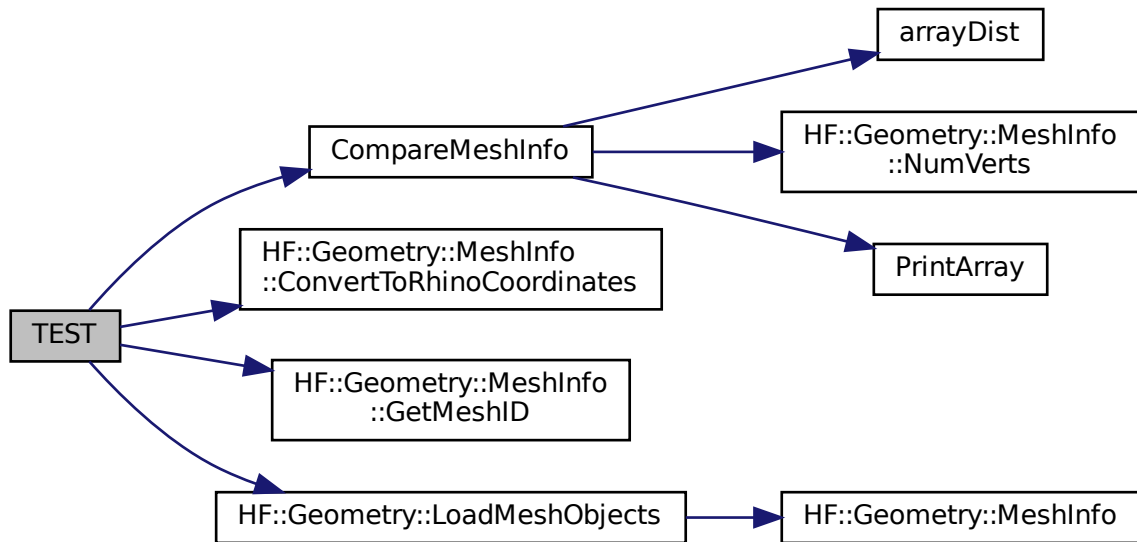 arrayDist
CompareMeshInfo
HF::Geometry::MeshInfo
::NumVerts
PrintArray
HF::Geometry::MeshInfo
::ConvertToRhinoCoordinates
TEST
HF::Geometry::MeshInfo
::GetMeshID
HF::Geometry::LoadMeshObjects
HF::Geometry::MeshInfo